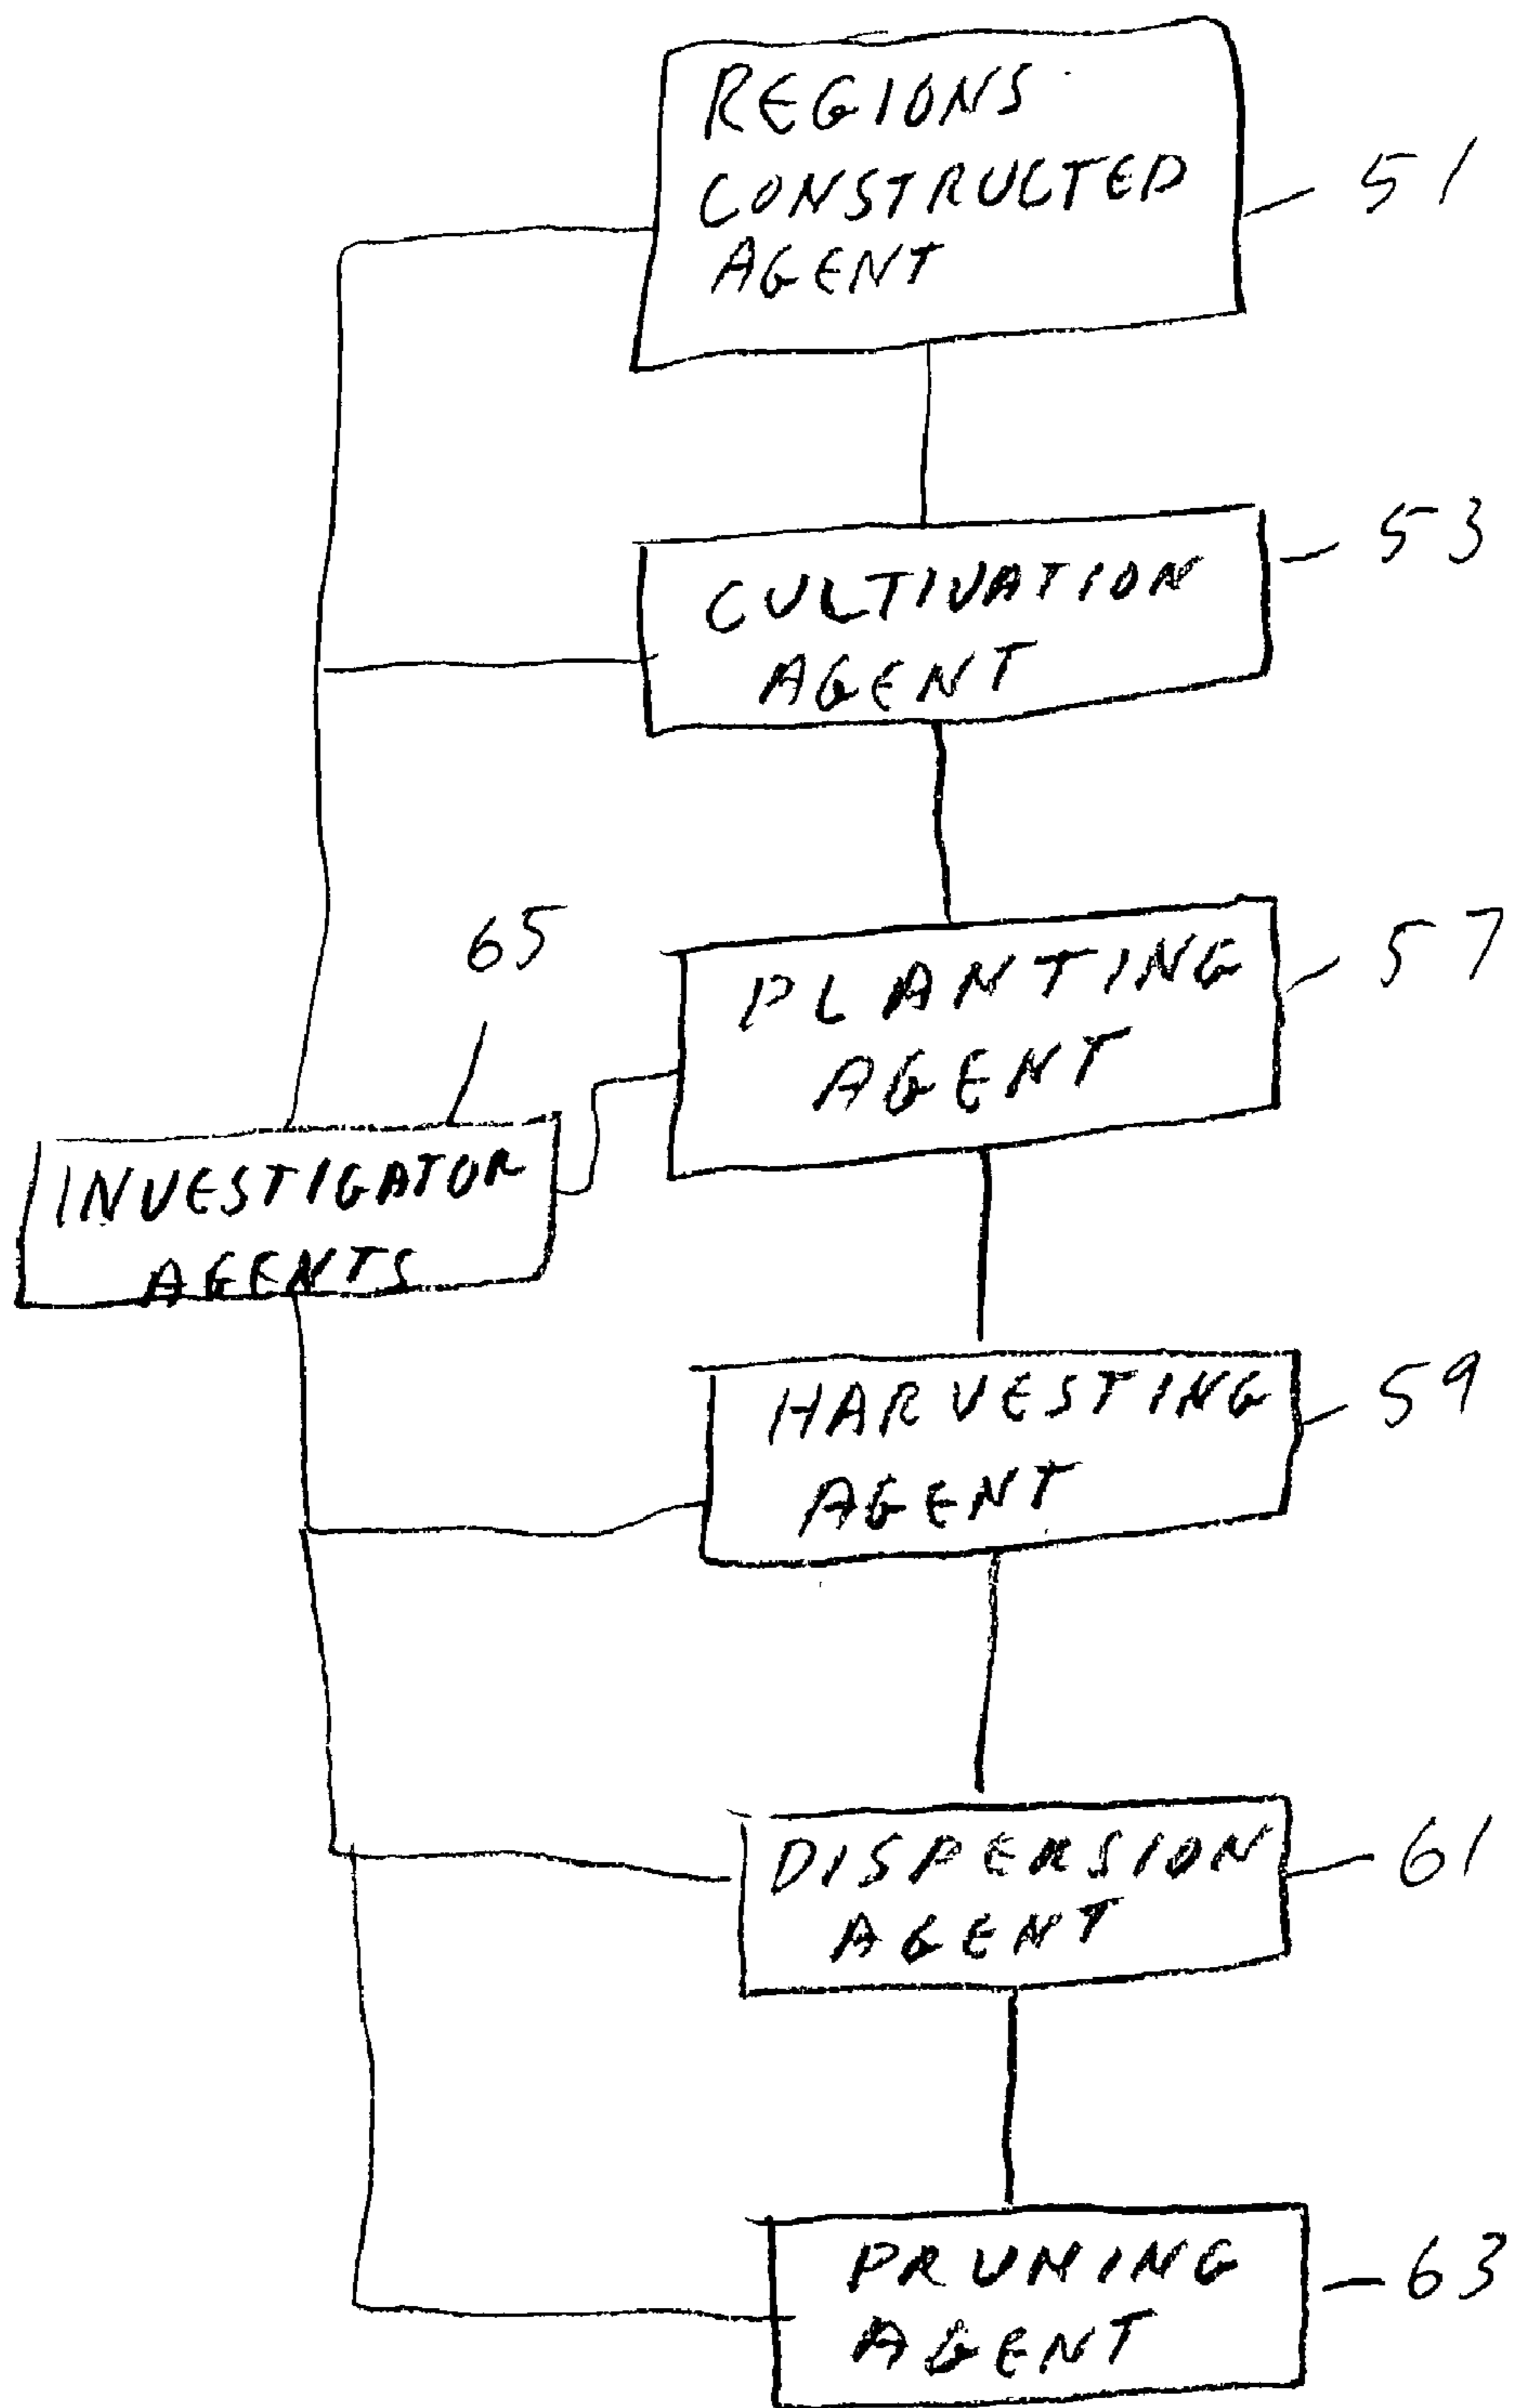 REGIONS
CONSTRUCTED
AGENT
51
CULTIVATION
AGENT
53
PLANTING
AGENT
57
65
INVESTIGATOR
AGENTS
HARVESTING
AGENT
59
DISPERSION
AGENT
61
PRUNING
AGENT
63